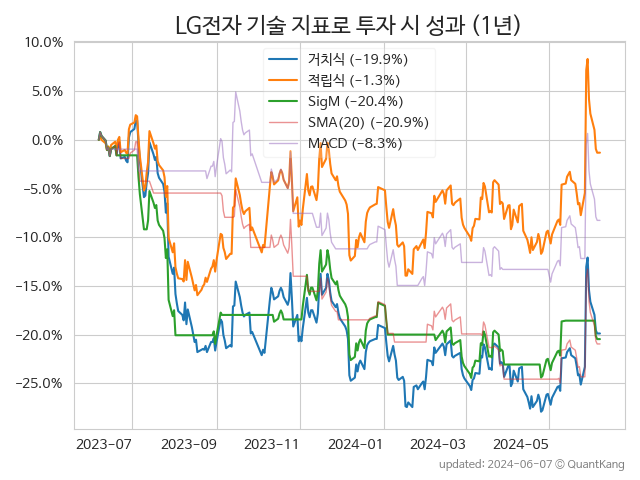 LG전자 기술 지표로 투자 시 성과 (1년)
10.0%
5.0%
0.0%
−5.0%
−10.0%
−15.0%
−20.0%
−25.0%
거치식 (−19.9%)
적립식 (−1.3%)
SigM (−20.4%)
SMA(20) (−20.9%)
MACD (−8.3%)
2023-07 2023-09 2023-11 2024-01 2024-03 2024-05
updated: 2024-06-07 © QuantKang